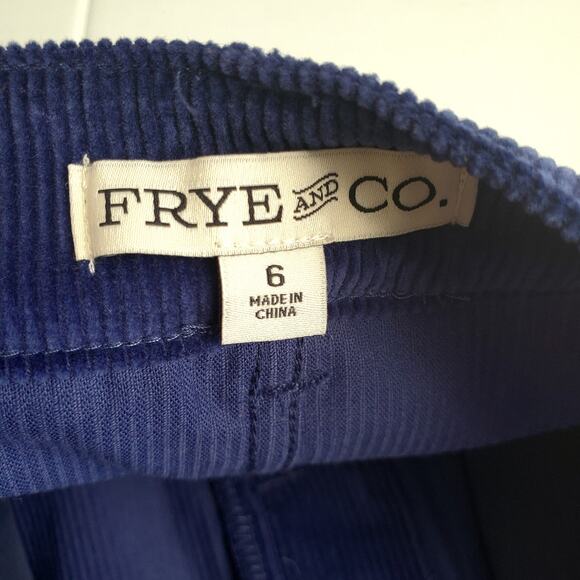 FRYE AND CO.
6
MADE IN
CHINA